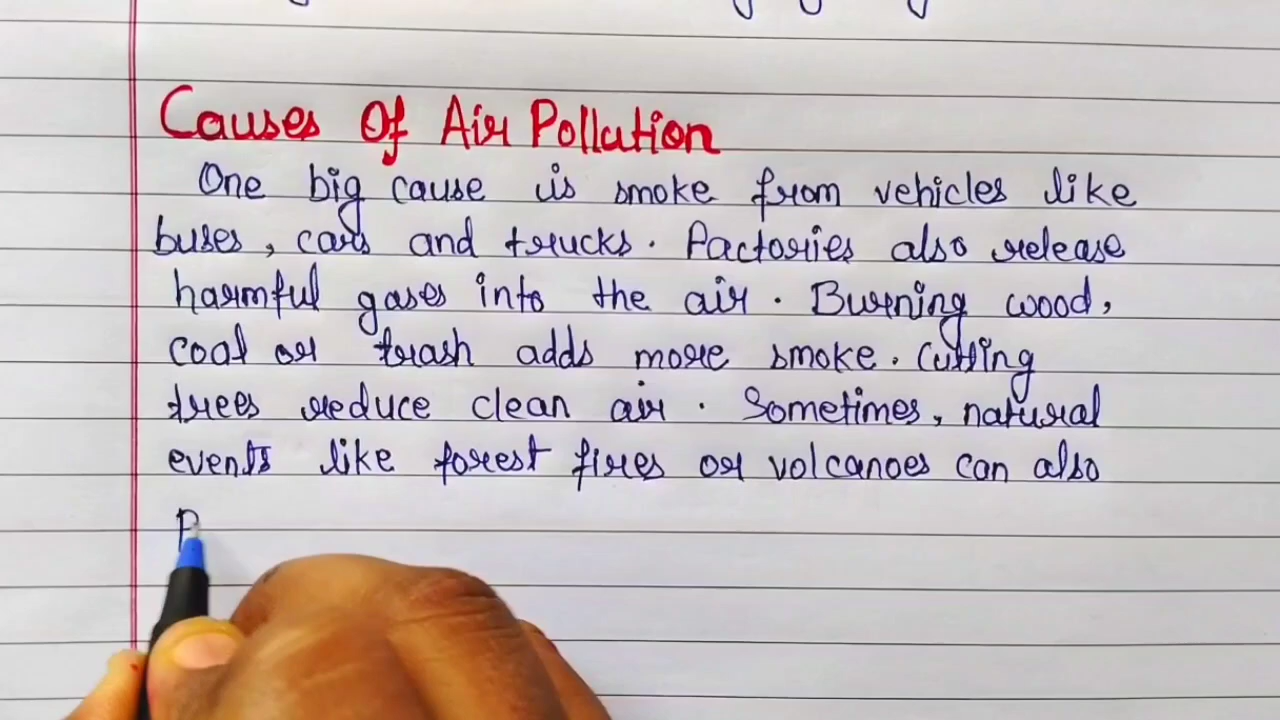 Causes Of Air Pollution
One big cause is smoke from vehicles like
buses, cars and trucks. Factories also release
harmful gases into the air. Burning wood,
coal or trash adds more smoke. Cutting
trees reduce clean air. Sometimes, natural
events like forest fires or volcanoes can also
P